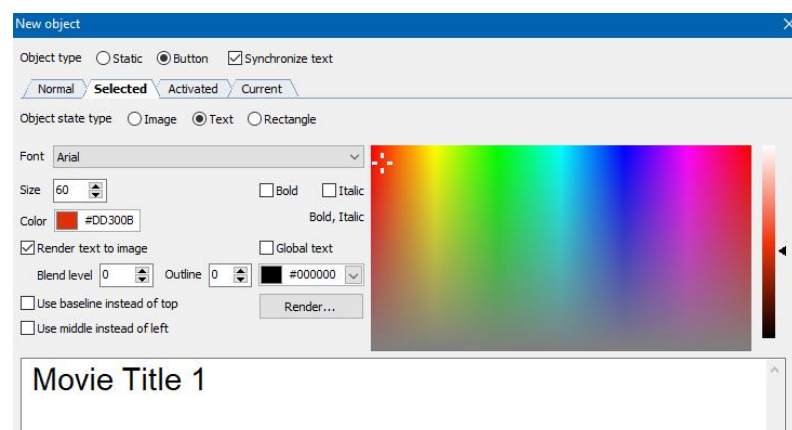 New object
Object type Static Button Synchronize text
Normal Selected Activated Current
Object state type Image Text Rectangle
Font Arial
Size 60 Bold Italic
Color #DD300B Bold, Italic
Render text to image Global text
Blend level 0 Outline 0 #000000
Use baseline instead of top Render...
Use middle instead of left
Movie Title 1